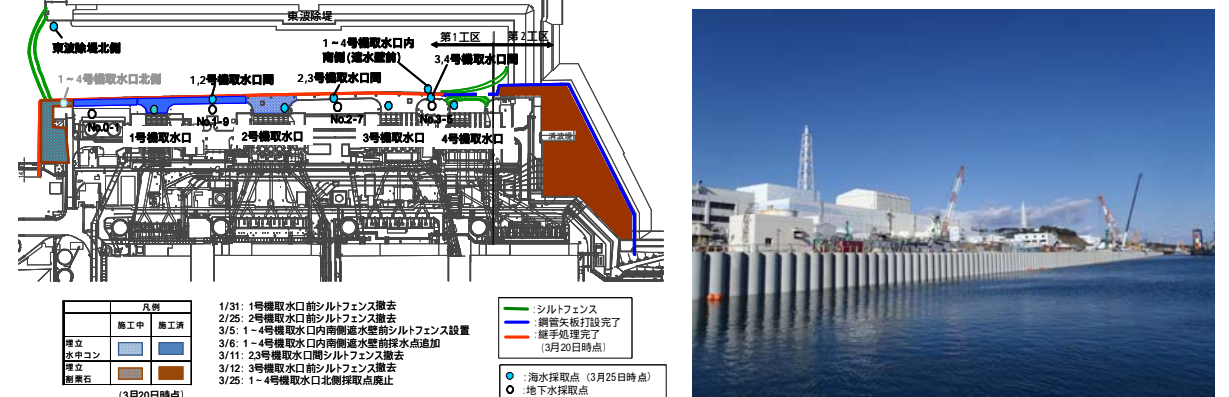 東波除堤
東波除堤北側
1～4号機取水口北側
1,2号機取水口間
2,3号機取水口間
1～4号機取水口内
南側(遮水壁前)
第1工区
第2工区
3,4号機取水口間
No.0-1
No.1-9
No.2-7
No.3-5
1号機取水口
2号機取水口
3号機取水口
4号機取水口
消波堤
凡例
施工中 施工済
埋立
水中コン
埋立
割栗石
(3月20日時点)
1/31: 1号機取水口前シルトフェンス撤去
2/25: 2号機取水口前シルトフェンス撤去
3/5: 1～4号機取水口内南側遮水壁前シルトフェンス設置
3/6: 1～4号機取水口内南側遮水壁前採水点追加
3/11: 2,3号機取水口間シルトフェンス撤去
3/12: 3号機取水口前シルトフェンス撤去
3/25: 1～4号機取水口北側採取点廃止
:シルトフェンス
:鋼管矢板打設完了
:継手処理完了
(3月20日時点)
:海水採取点 (3月25日時点)
:地下水採取点